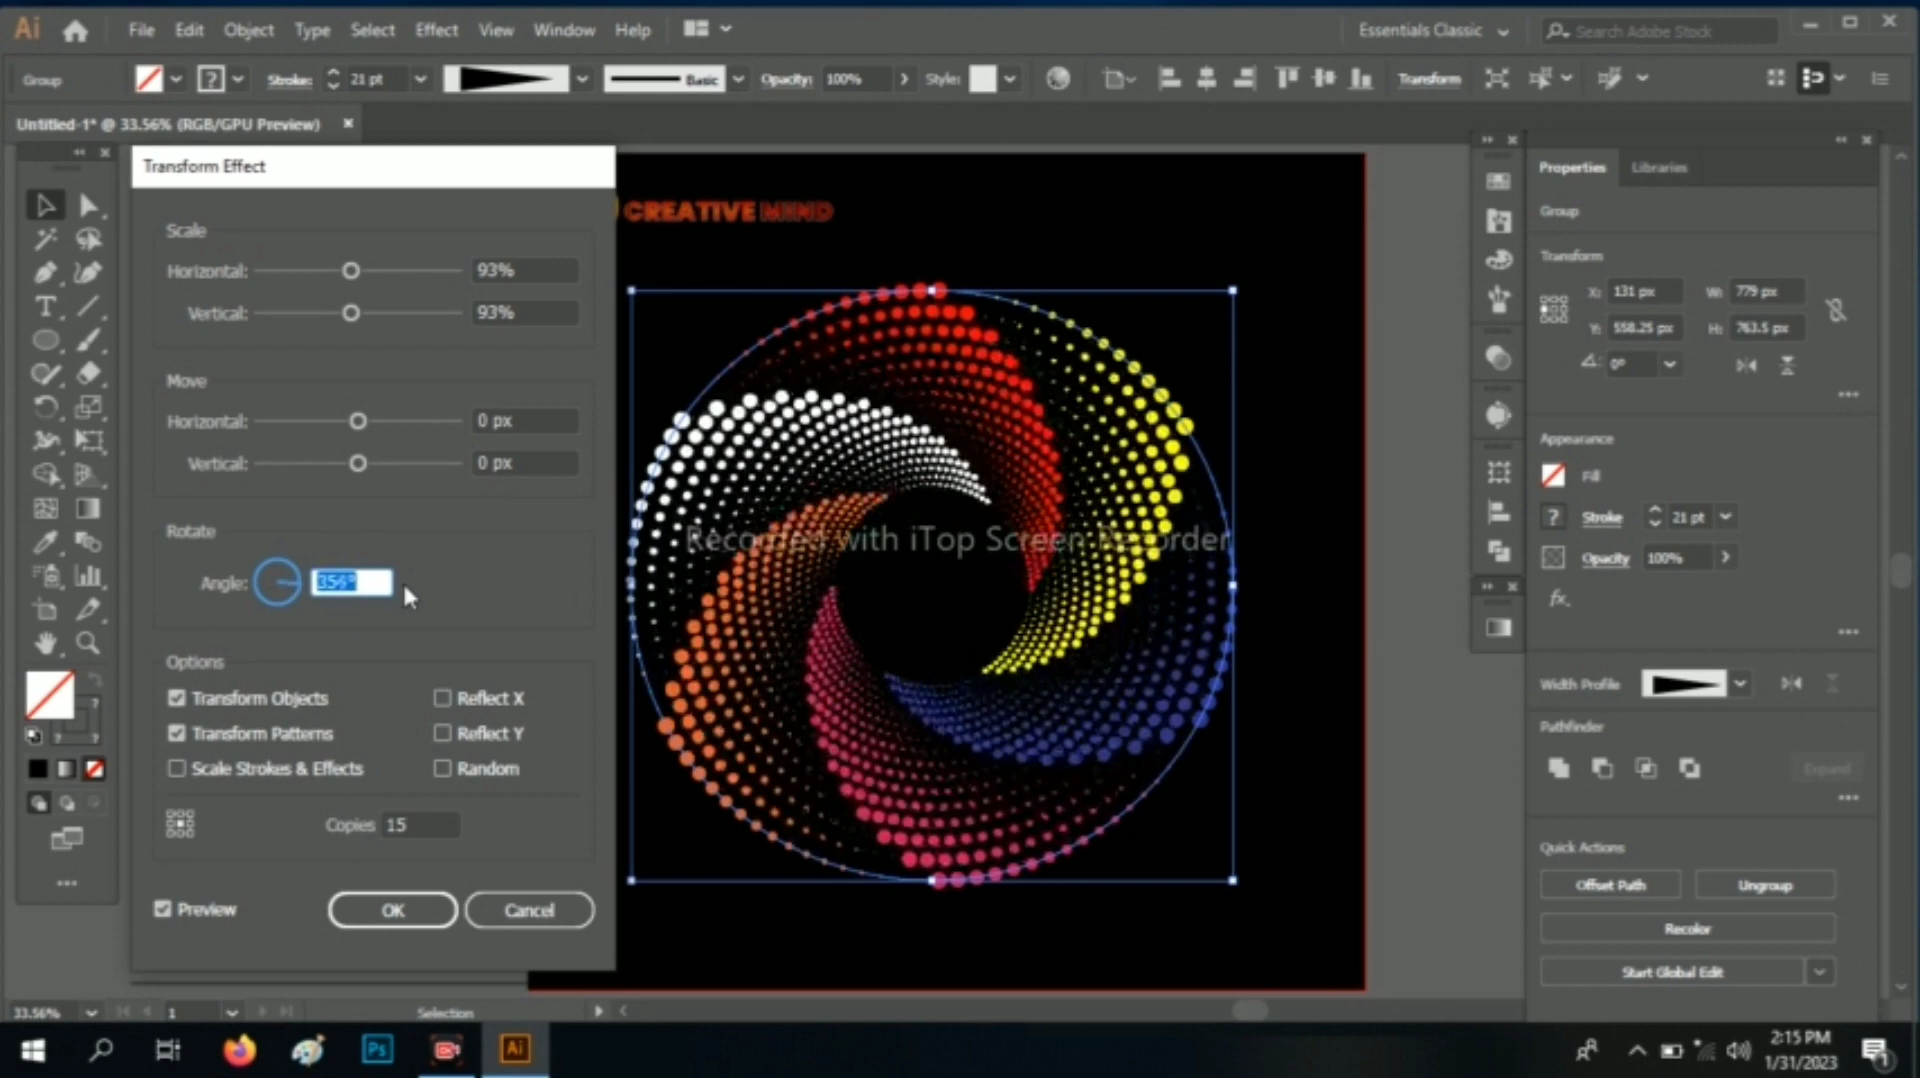 Ai File Edit Object Type Select Effect View Window Help Essentials Classic Search Adobe Stock
Group Stroke: 21 pt Basic Opacity: 100% Style: Transform
Untitled-1* @ 33.56% (RGB/GPU Preview)
Transform Effect
Scale
Horizontal: 93%
Vertical: 93%
Move
Horizontal: 0 px
Vertical: 0 px
Rotate
Angle:
Options
Transform Objects Reflect X
Transform Patterns Reflect Y
Scale Strokes & Effects Random
Copies 15
Preview OK Cancel
CREATIVE MIND
Recorded with iTop Screen Recorder
Properties Libraries
Group
Transform
X: 131 px W: 779 px
Y: 558.25 px H: 763.5 px
0°
Appearance
Fill
? Stroke 21 pt
Opacity 100%
fx.
Width Profile
Pathfinder
Expand
Quick Actions
Offset Path Ungroup
Recolor
Start Global Edit
33.56% 1 Selection
Ps Ai
2:15 PM
1/31/2023
1